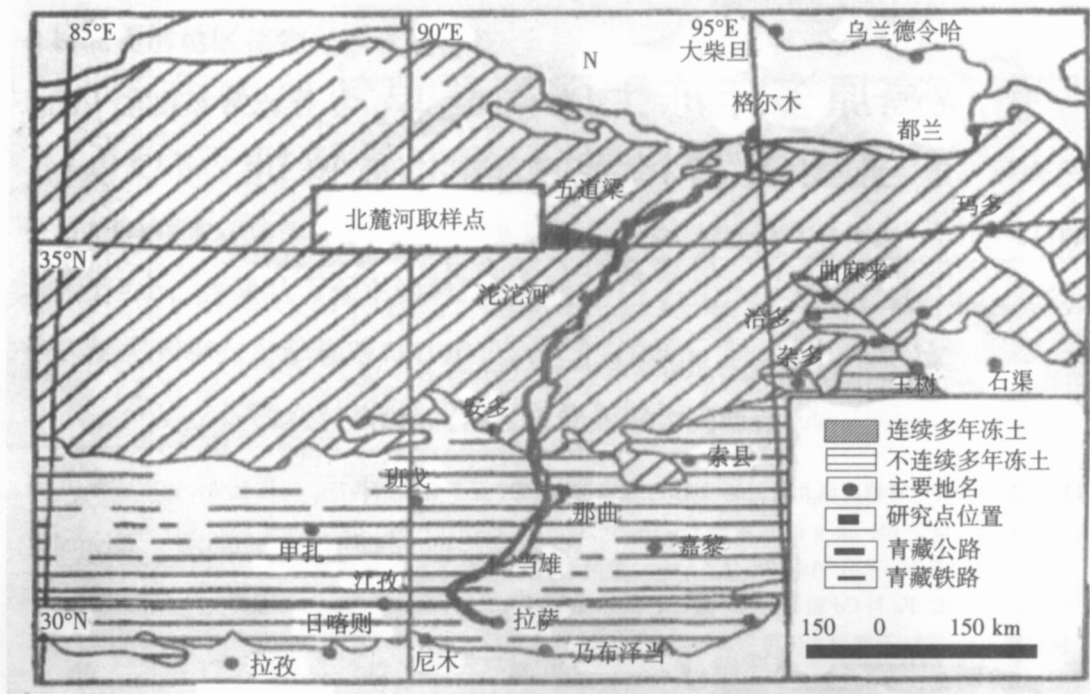 85°E
90″E
95°E
大柴旦
乌兰德令哈
N
格尔木
都兰
五道梁
玛多
北麓河取样点
35°N
曲麻来
沱沱河
治多
杂多
玉树
石渠
安多
索县
班戈
那曲
甲扎
嘉黎
当雄
江孜
30°N
日喀则
拉萨
拉孜
尼木
乃布泽当
连续多年冻土
不连续多年冻土
主要地名
研究点位置
青藏公路
青藏铁路
150 0 150 km